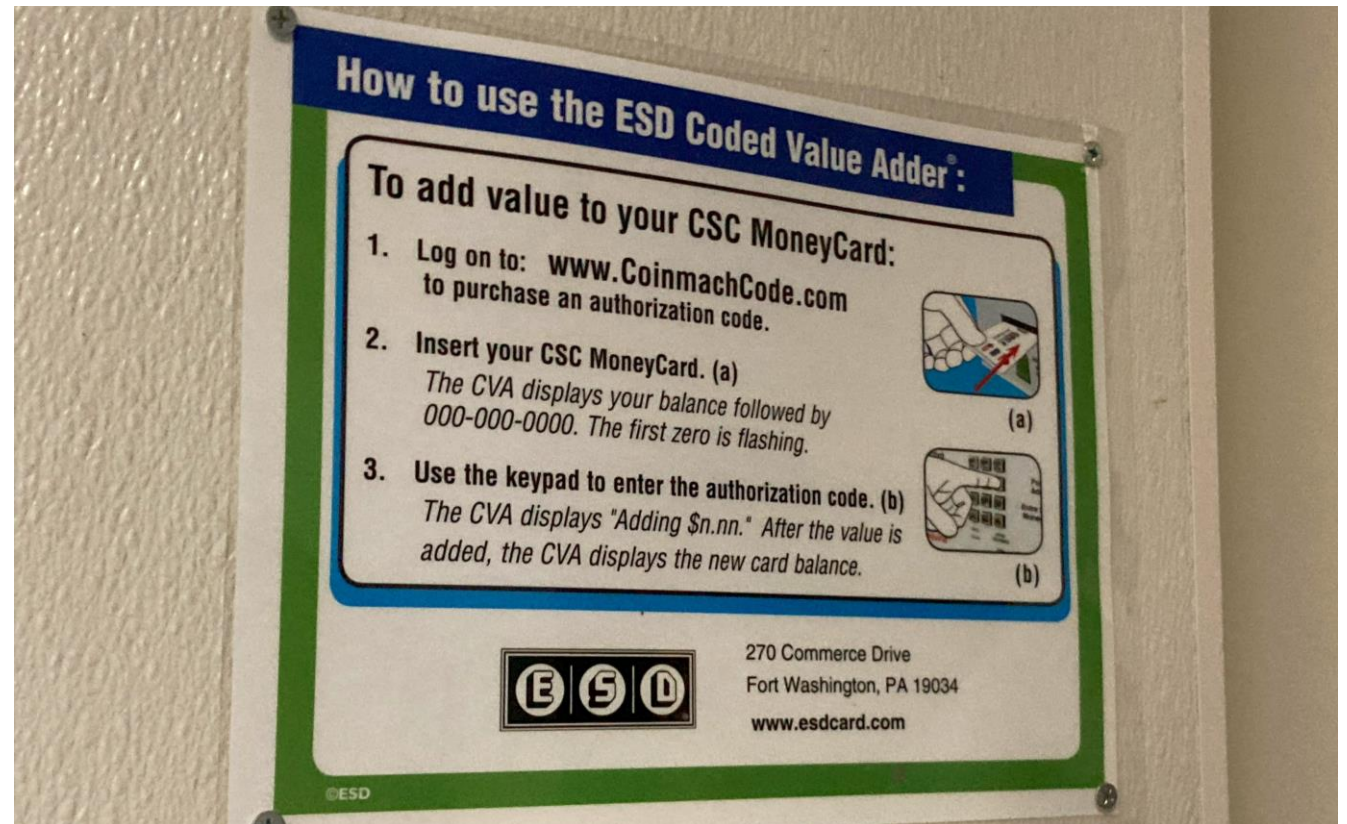 How to use the ESD Coded Value Adder®:
To add value to your CSC MoneyCard:
1. Log on to: www.CoinmachCode.com
to purchase an authorization code.
2. Insert your CSC MoneyCard. (a)
The CVA displays your balance followed by
000-000-0000. The first zero is flashing.
(a)
3. Use the keypad to enter the authorization code. (b)
The CVA displays "Adding $n.nn." After the value is
added, the CVA displays the new card balance.
(b)
ESD
270 Commerce Drive
Fort Washington, PA 19034
www.esdcard.com
©ESD